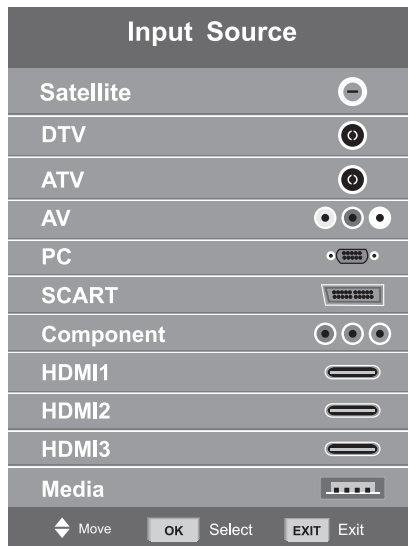 Input Source
Satellite
DTV
ATV
AV
PC
SCART
Component
HDMI1
HDMI2
HDMI3
Media
Move OK Select EXIT Exit